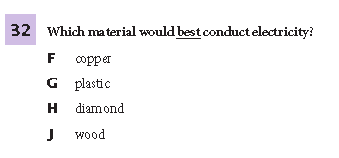 32 Which material would best conduct electricity?
F copper
G plastic
H diamond
J wood